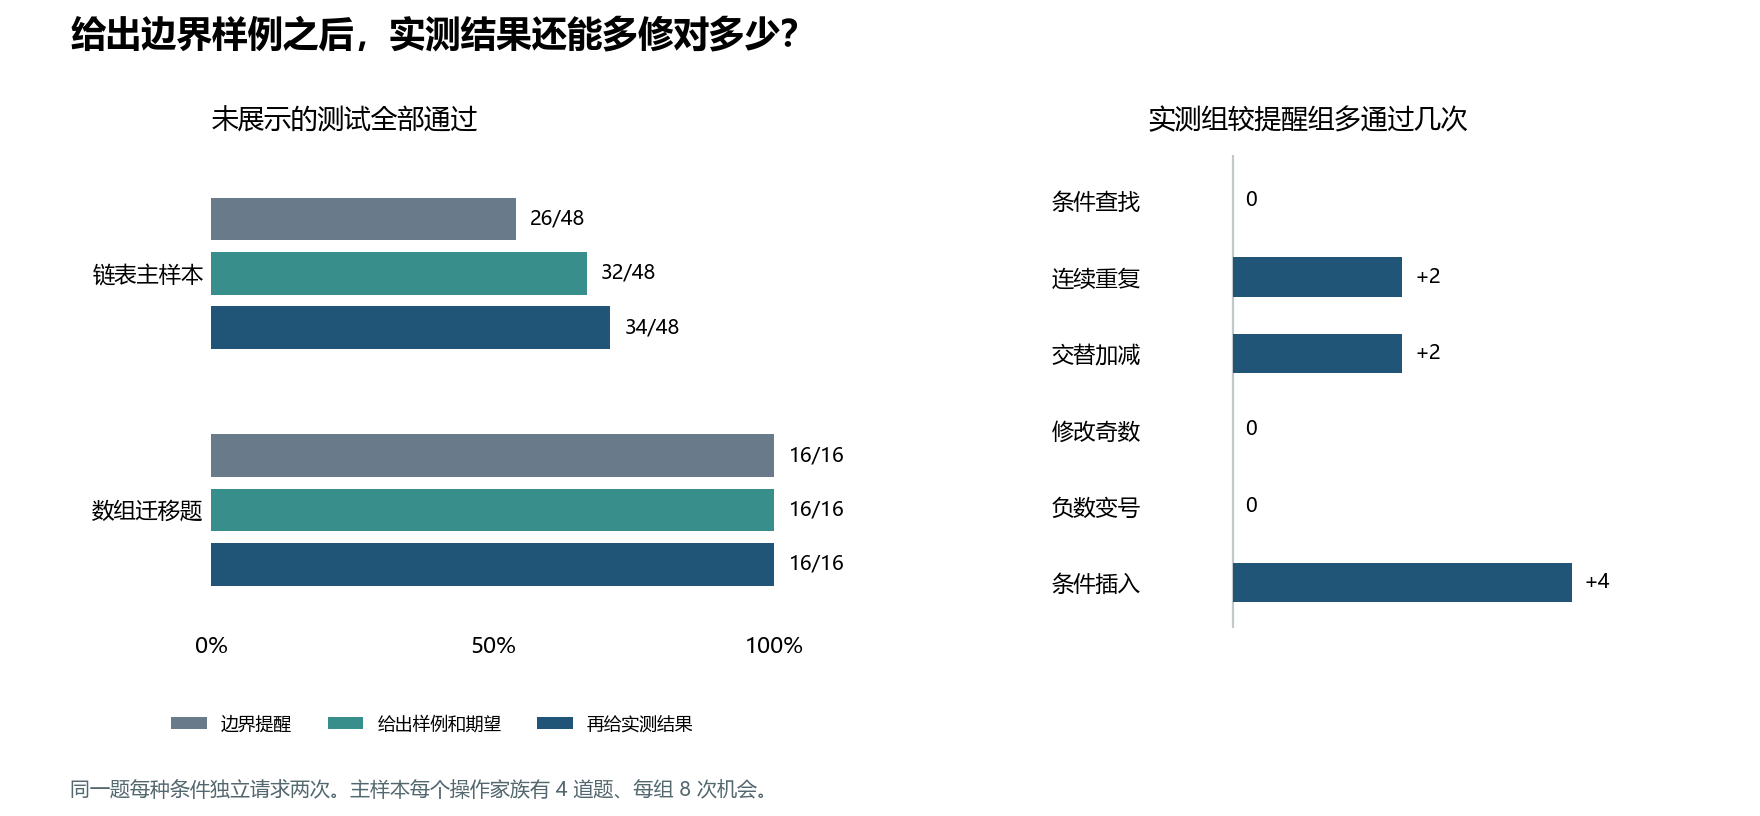 给出边界样例之后，实测结果还能多修对多少？
未展示的测试全部通过
链表主样本
26/48
32/48
34/48
数组迁移题
16/16
16/16
16/16
0% 50% 100%
边界提醒 给出样例和期望 再给实测结果
实测组较提醒组多通过几次
条件查找 0
连续重复 +2
交替加减 +2
修改奇数 0
负数变号 0
条件插入 +4
同一题每种条件独立请求两次。主样本每个操作家族有 4 道题、每组 8 次机会。